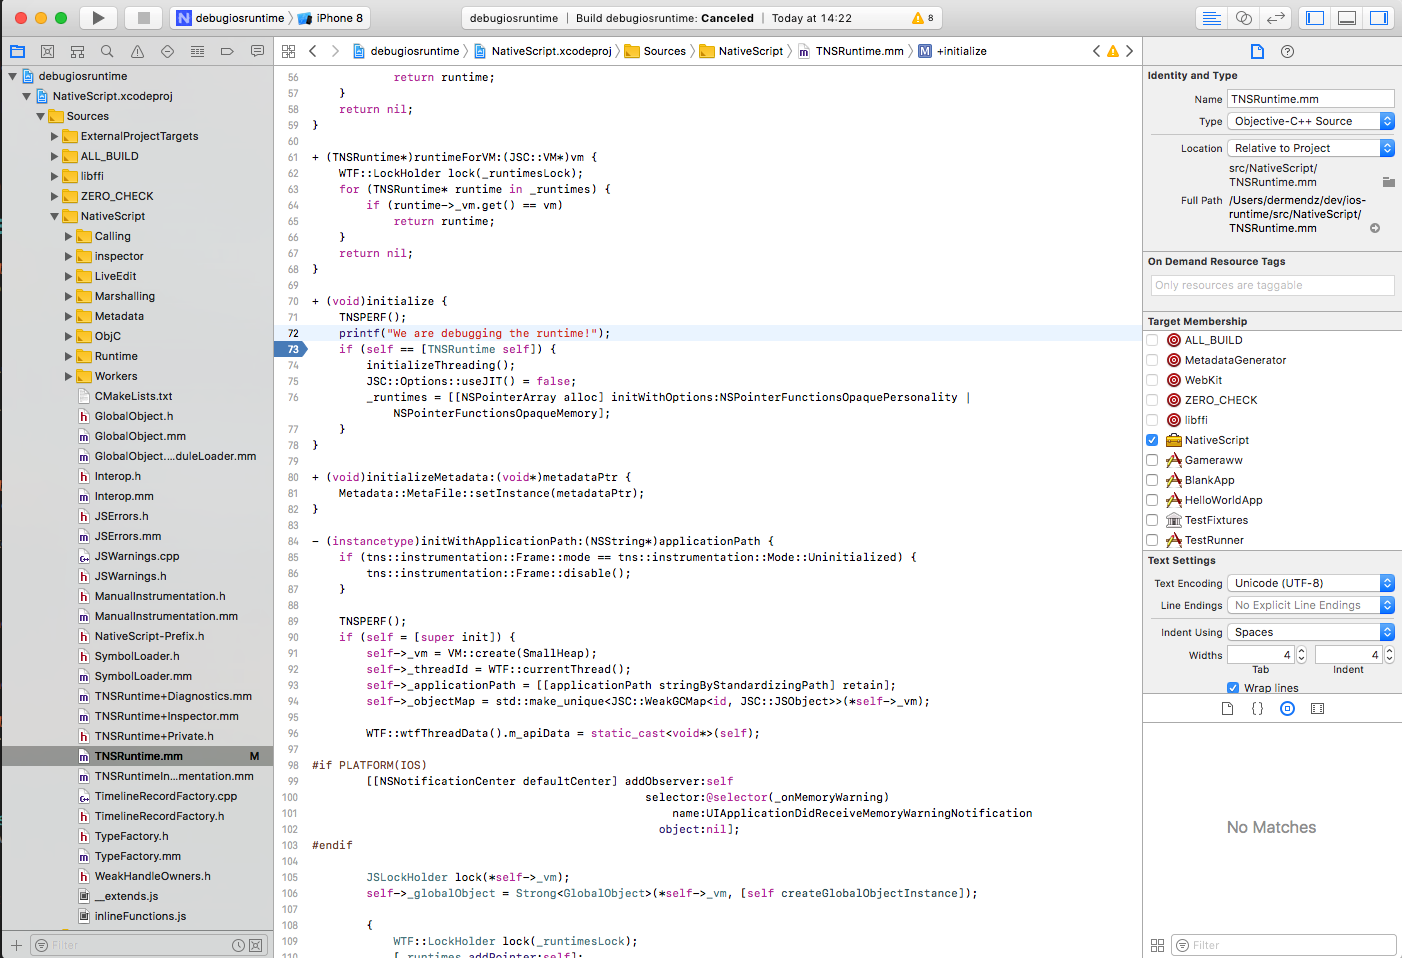 debugiosruntime
iPhone 8
debugiosruntime | Build debugiosruntime: Canceled | Today at 14:22
8
debugiosruntime
NativeScript.xcodeproj
Sources
NativeScript
TNSRuntime.mm
M +initialize
debugiosruntime
NativeScript.xcodeproj
Sources
ExternalProjectTargets
ALL_BUILD
libffi
ZERO_CHECK
NativeScript
Calling
inspector
LiveEdit
Marshalling
Metadata
ObjC
Runtime
Workers
CMakeLists.txt
GlobalObject.h
GlobalObject.mm
GlobalObject....duleLoader.mm
Interop.h
Interop.mm
JSErrors.h
JSErrors.mm
JSWarnings.cpp
JSWarnings.h
ManualInstrumentation.h
ManualInstrumentation.mm
NativeScript-Prefix.h
SymbolLoader.h
SymbolLoader.mm
TNSRuntime+Diagnostics.mm
TNSRuntime+Inspector.mm
TNSRuntime+Private.h
TNSRuntime.mm M
TNSRuntimeIn...mentation.mm
TimelineRecordFactory.cpp
TimelineRecordFactory.h
TypeFactory.h
TypeFactory.mm
WeakHandleOwners.h
__extends.js
inlineFunctions.js
Filter
56 return runtime;
57 }
58 return nil;
59 }
60
61 + (TNSRuntime*)runtimeForVM:(JSC::VM*)vm {
62 WTF::LockHolder lock(_runtimesLock);
63 for (TNSRuntime* runtime in _runtimes) {
64 if (runtime->_vm.get() == vm)
65 return runtime;
66 }
67 return nil;
68 }
69
70 + (void)initialize {
71 TNSPERF();
72 printf("We are debugging the runtime!");
73 if (self == [TNSRuntime self]) {
74 initializeThreading();
75 JSC::Options::useJIT() = false;
76 _runtimes = [[NSPointerArray alloc] initWithOptions:NSPointerFunctionsOpaquePersonality |
NSPointerFunctionsOpaqueMemory];
77 }
78 }
79
80 + (void)initializeMetadata:(void*)metadataPtr {
81 Metadata::MetaFile::setInstance(metadataPtr);
82 }
83
84 - (instancetype)initWithApplicationPath:(NSString*)applicationPath {
85 if (tns::instrumentation::Frame::mode == tns::instrumentation::Mode::Uninitialized) {
86 tns::instrumentation::Frame::disable();
87 }
88
89 TNSPERF();
90 if (self = [super init]) {
91 self->_vm = VM::create(SmallHeap);
92 self->_threadId = WTF::currentThread();
93 self->_applicationPath = [[applicationPath stringByStandardizingPath] retain];
94 self->_objectMap = std::make_unique<JSC::WeakGCMap<id, JSC::JSObject>>(*self->_vm);
95
96 WTF::wtfThreadData().m_apiData = static_cast<void*>(self);
97
98 #if PLATFORM(IOS)
99 [[NSNotificationCenter defaultCenter] addObserver:self
100 selector:@selector(_onMemoryWarning)
101 name:UIApplicationDidReceiveMemoryWarningNotification
102 object:nil];
103 #endif
104
105 JSLockHolder lock(*self->_vm);
106 self->_globalObject = Strong<GlobalObject>(*self->_vm, [self createGlobalObjectInstance]);
107
108 {
109 WTF::LockHolder lock(_runtimesLock);
110 [_runtimes addPointer:self];
Identity and Type
Name TNSRuntime.mm
Type Objective-C++ Source
Location Relative to Project
src/NativeScript/
TNSRuntime.mm
Full Path /Users/dermendz/dev/ios-
runtime/src/NativeScript/
TNSRuntime.mm
On Demand Resource Tags
Only resources are taggable
Target Membership
ALL_BUILD
MetadataGenerator
WebKit
ZERO_CHECK
libffi
NativeScript
Gameraww
BlankApp
HelloWorldApp
TestFixtures
TestRunner
Text Settings
Text Encoding Unicode (UTF-8)
Line Endings No Explicit Line Endings
Indent Using Spaces
Widths 4 4
Tab Indent
Wrap lines
No Matches
Filter